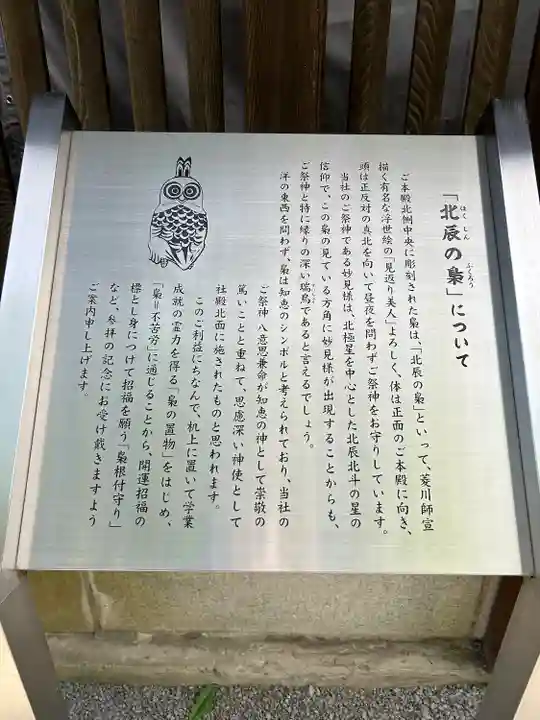 「北辰の梟」について
ほくしん
ふくろう
ご本殿北側中央に彫刻された梟は、「北辰の梟」といって、菱川師宣
描く有名な浮世絵の「見返り美人」よろしく、体は正面のご本殿に向き、
頭は正反対の真北を向いて昼夜を問わずご祭神をお守りしています。
当社のご祭神である妙見様は、北極星を中心とした北辰北斗の星の
信仰で、この梟の見ている方角に妙見様が出現することからも、
ご祭神と特に縁りの深い瑞鳥であると言えるでしょう。
洋の東西を問わず、梟は知恵のシンボルと考えられており、当社の
ご祭神八意思兼命が知恵の神として崇敬の
篤いことと重ねて、思慮深い神使として
社殿北面に施されたものと思われます。
このご利益にちなんで、机上に置いて学業
成就の霊力を得る「梟の置物」をはじめ、
「梟＝不苦労」に通じることから、開運招福の
標とし身につけて招福を願う「梟根付守り」
など、参拝の記念にお受け戴きますよう
ご案内申し上げます。